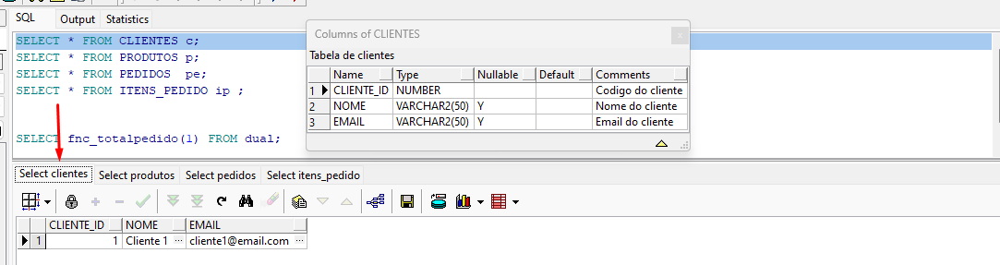 SQL Output Statistics
SELECT * FROM CLIENTES c;
SELECT * FROM PRODUTOS p;
SELECT * FROM PEDIDOS  pe;
SELECT * FROM ITENS_PEDIDO ip ;
SELECT fnc_totalpedido(1) FROM dual;
Columns of CLIENTES
x
Tabela de clientes
Name Type Nullable Default Comments
1 CLIENTE_ID NUMBER Codigo do cliente
2 NOME VARCHAR2(50) Y Nome do cliente
3 EMAIL VARCHAR2(50) Y Email do cliente
Select clientes Select produtos Select pedidos Select itens_pedido
CLIENTE_ID NOME EMAIL
1 1 Cliente 1 ... cliente1@email.com ...